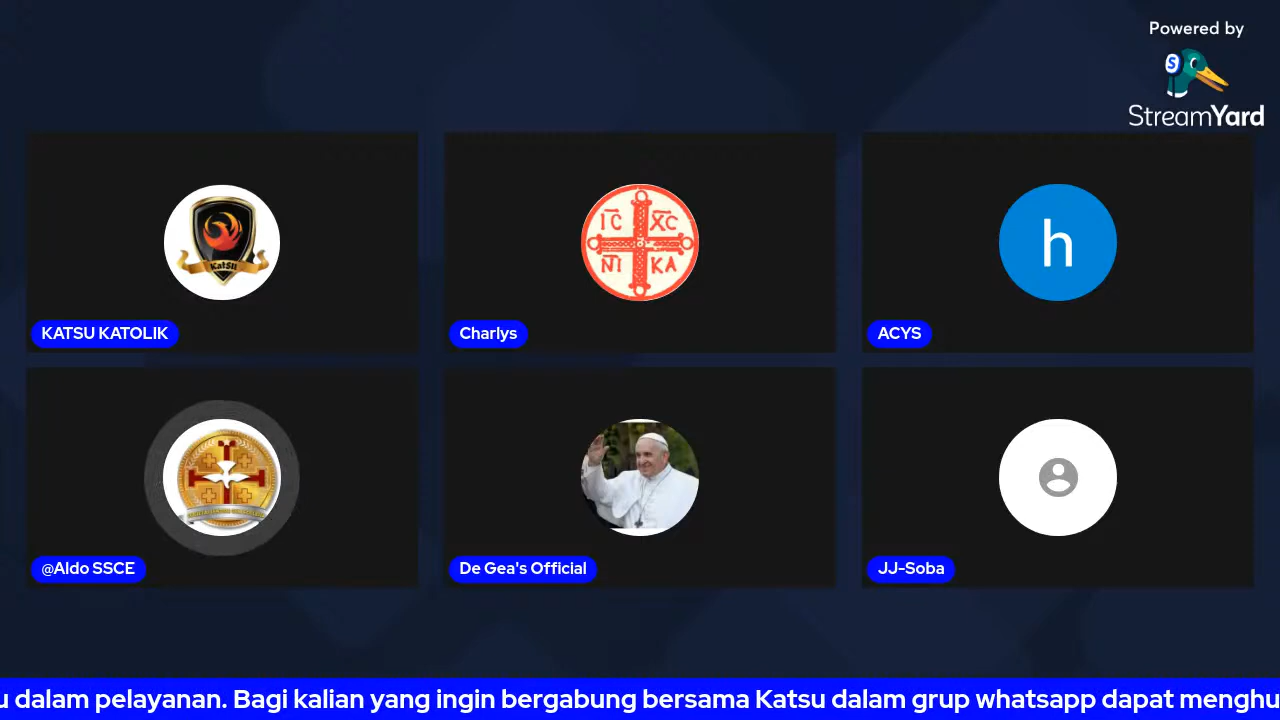 Powered by
S
StreamYard
KatSU
IC XC
NI KA
h
KATSU KATOLIK
Charlys
ACYS
@Aldo SSCE
De Gea's Official
JJ-Soba
u dalam pelayanan. Bagi kalian yang ingin bergabung bersama Katsu dalam grup whatsapp dapat menghu